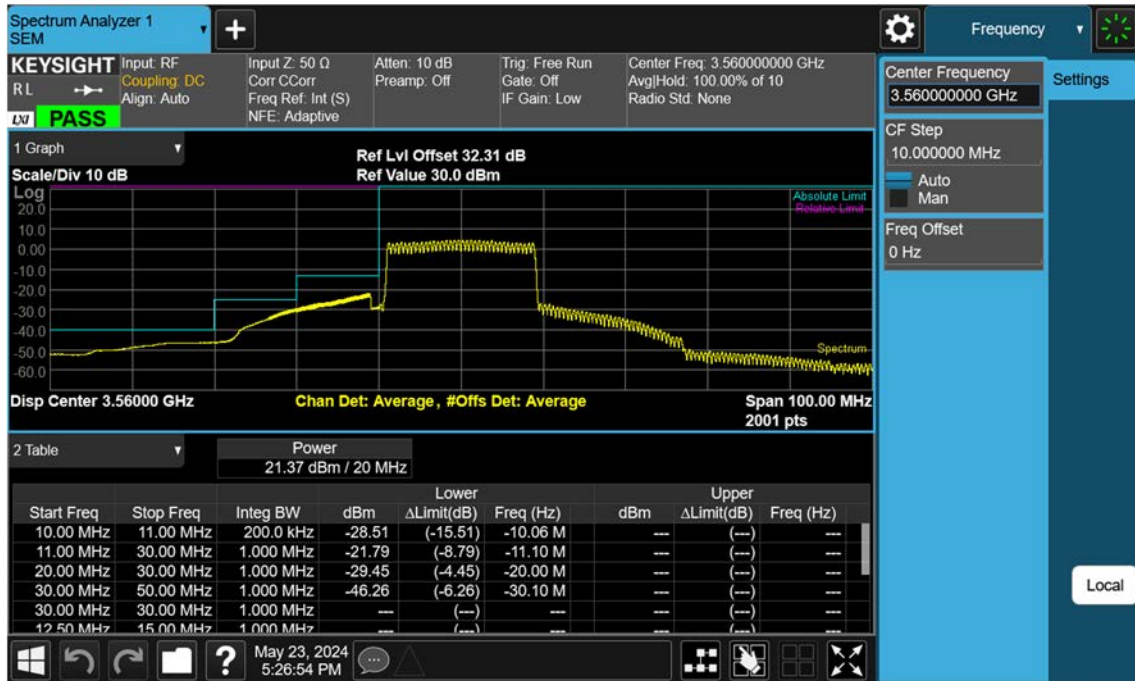 Spectrum Analyzer 1
SEM
Frequency
KEYSIGHT
RL
LXI PASS
Input: RF
Coupling: DC
Align: Auto
Input Z: 50 Ω
Corr CCorr
Freq Ref: Int (S)
NFE: Adaptive
Atten: 10 dB
Preamp: Off
Trig: Free Run
Gate: Off
IF Gain: Low
Center Freq: 3.560000000 GHz
Avg|Hold: 100.00% of 10
Radio Std: None
Center Frequency
3.560000000 GHz
Settings
CF Step
10.000000 MHz
Auto
Man
Freq Offset
0 Hz
1 Graph
Ref Lvl Offset 32.31 dB
Scale/Div 10 dB
Ref Value 30.0 dBm
Log
Absolute Limit
Relative Limit
20.0
10.0
0.00
-10.0
-20.0
-30.0
-40.0
-50.0
-60.0
Spectrum
Disp Center 3.56000 GHz
Chan Det: Average, #Offs Det: Average
Span 100.00 MHz
2001 pts
2 Table
Power
21.37 dBm / 20 MHz
Lower Upper
Start Freq Stop Freq Integ BW dBm ΔLimit(dB) Freq (Hz) dBm ΔLimit(dB) Freq (Hz)
10.00 MHz 11.00 MHz 200.0 kHz -28.51 (-15.51) -10.06 M --- (---) ---
11.00 MHz 30.00 MHz 1.000 MHz -21.79 (-8.79) -11.10 M --- (---) ---
20.00 MHz 30.00 MHz 1.000 MHz -29.45 (-4.45) -20.00 M --- (---) ---
30.00 MHz 50.00 MHz 1.000 MHz -46.26 (-6.26) -30.10 M --- (---) ---
30.00 MHz 30.00 MHz 1.000 MHz --- (---) --- --- (---) ---
12.50 MHz 15.00 MHz 1.000 MHz --- (---) --- --- (---) ---
Local
May 23, 2024
5:26:54 PM